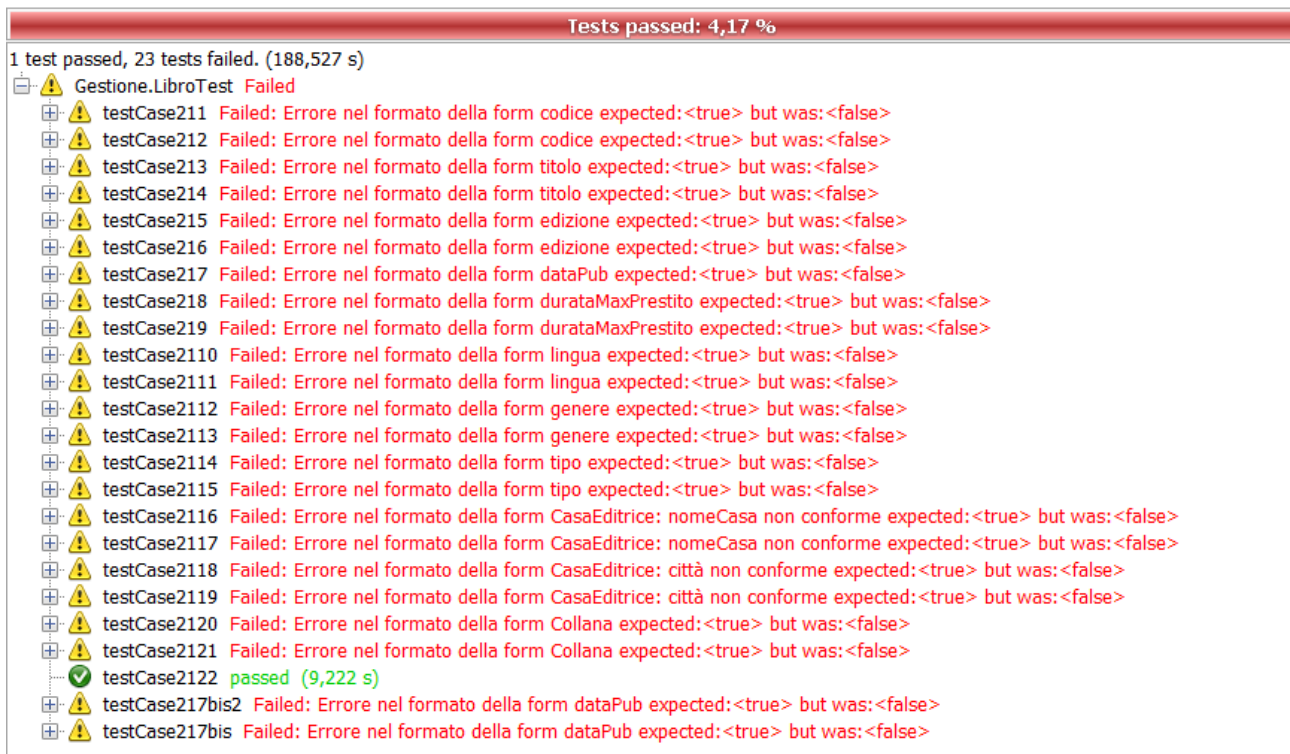 Tests passed: 4,17 %
1 test passed, 23 tests failed. (188,527 s)
Gestione.LibroTest Failed
testCase211 Failed: Errore nel formato della form codice expected:<true> but was:<false>
testCase212 Failed: Errore nel formato della form codice expected:<true> but was:<false>
testCase213 Failed: Errore nel formato della form titolo expected:<true> but was:<false>
testCase214 Failed: Errore nel formato della form titolo expected:<true> but was:<false>
testCase215 Failed: Errore nel formato della form edizione expected:<true> but was:<false>
testCase216 Failed: Errore nel formato della form edizione expected:<true> but was:<false>
testCase217 Failed: Errore nel formato della form dataPub expected:<true> but was:<false>
testCase218 Failed: Errore nel formato della form durataMaxPrestito expected:<true> but was:<false>
testCase219 Failed: Errore nel formato della form durataMaxPrestito expected:<true> but was:<false>
testCase2110 Failed: Errore nel formato della form lingua expected:<true> but was:<false>
testCase2111 Failed: Errore nel formato della form lingua expected:<true> but was:<false>
testCase2112 Failed: Errore nel formato della form genere expected:<true> but was:<false>
testCase2113 Failed: Errore nel formato della form genere expected:<true> but was:<false>
testCase2114 Failed: Errore nel formato della form tipo expected:<true> but was:<false>
testCase2115 Failed: Errore nel formato della form tipo expected:<true> but was:<false>
testCase2116 Failed: Errore nel formato della form CasaEditrice: nomeCasa non conforme expected:<true> but was:<false>
testCase2117 Failed: Errore nel formato della form CasaEditrice: nomeCasa non conforme expected:<true> but was:<false>
testCase2118 Failed: Errore nel formato della form CasaEditrice: città non conforme expected:<true> but was:<false>
testCase2119 Failed: Errore nel formato della form CasaEditrice: città non conforme expected:<true> but was:<false>
testCase2120 Failed: Errore nel formato della form Collana expected:<true> but was:<false>
testCase2121 Failed: Errore nel formato della form Collana expected:<true> but was:<false>
testCase2122 passed (9,222 s)
testCase217bis2 Failed: Errore nel formato della form dataPub expected:<true> but was:<false>
testCase217bis Failed: Errore nel formato della form dataPub expected:<true> but was:<false>